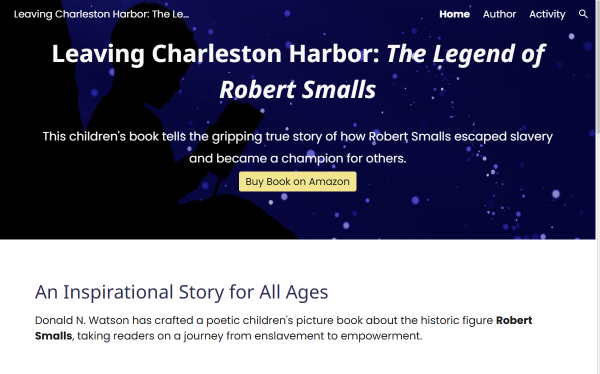 Leaving Charleston Harbor: The Le...
Home Author Activity
Leaving Charleston Harbor: The Legend of
Robert Smalls
This children's book tells the gripping true story of how Robert Smalls escaped slavery
and became a champion for others.
Buy Book on Amazon
An Inspirational Story for All Ages
Donald N. Watson has crafted a poetic children's picture book about the historic figure Robert
Smalls, taking readers on a journey from enslavement to empowerment.